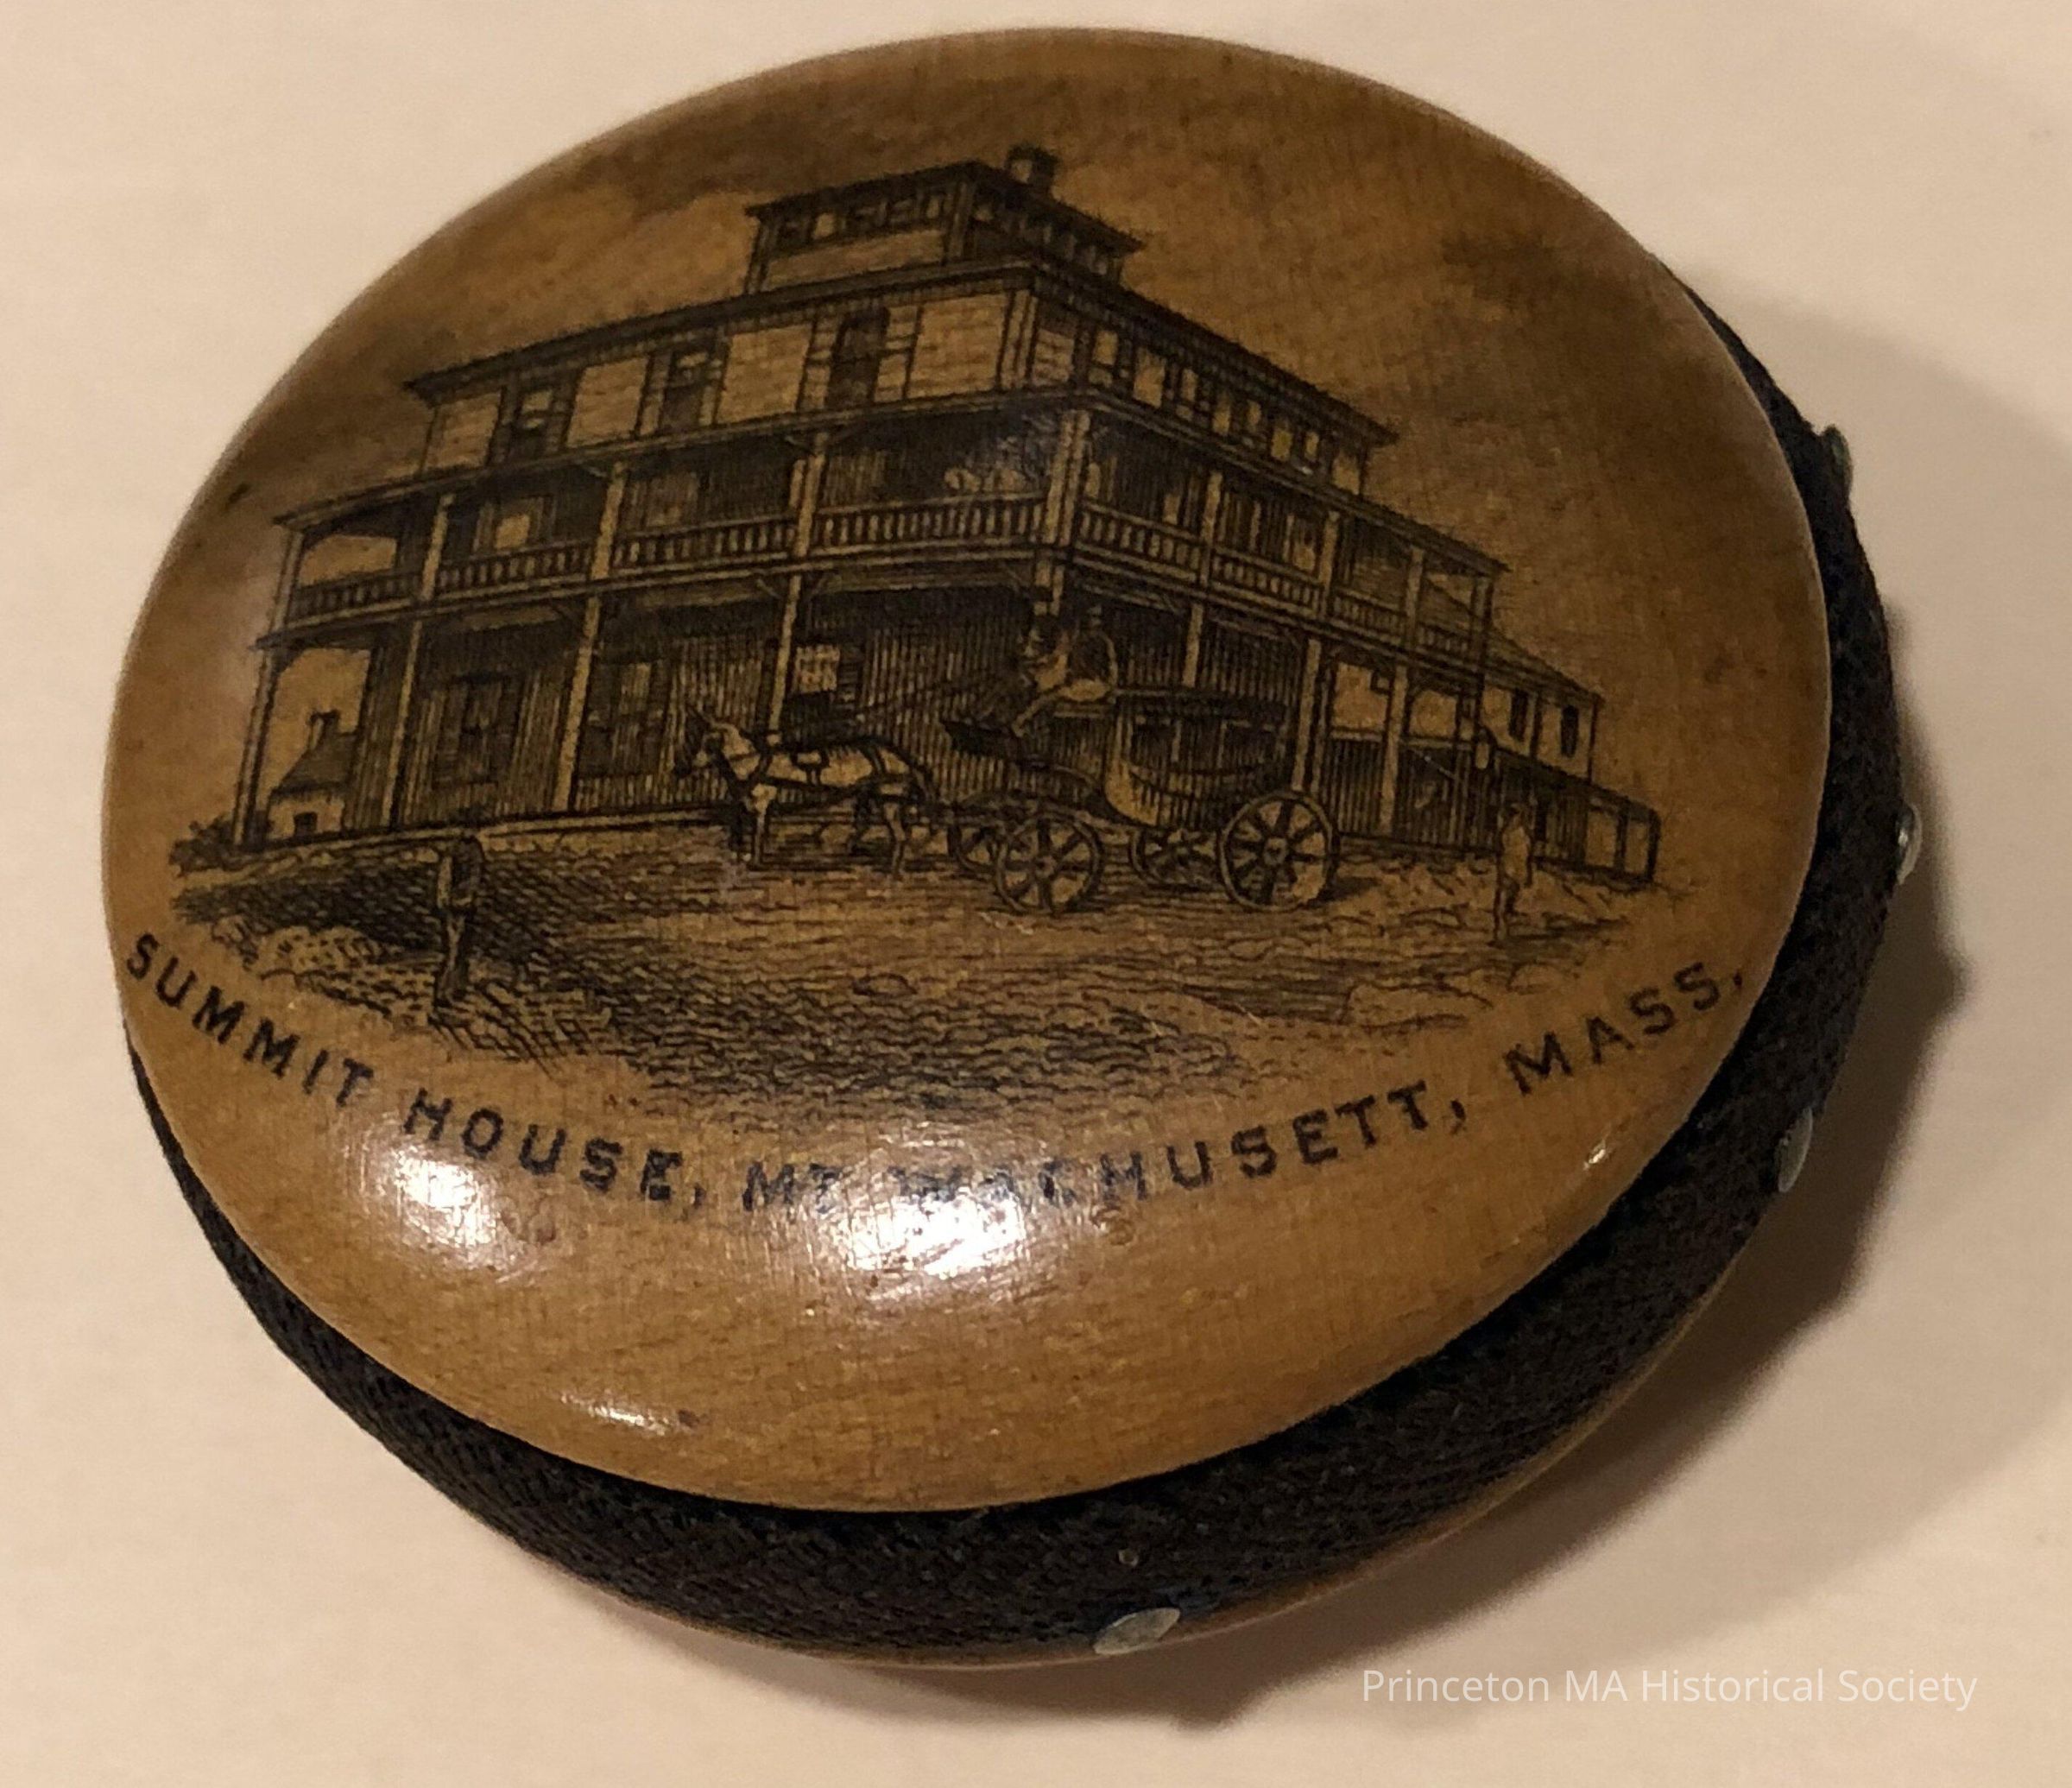 SUMMIT HOUSE, MT WACHUSETT, MASS.
Princeton MA Historical Society